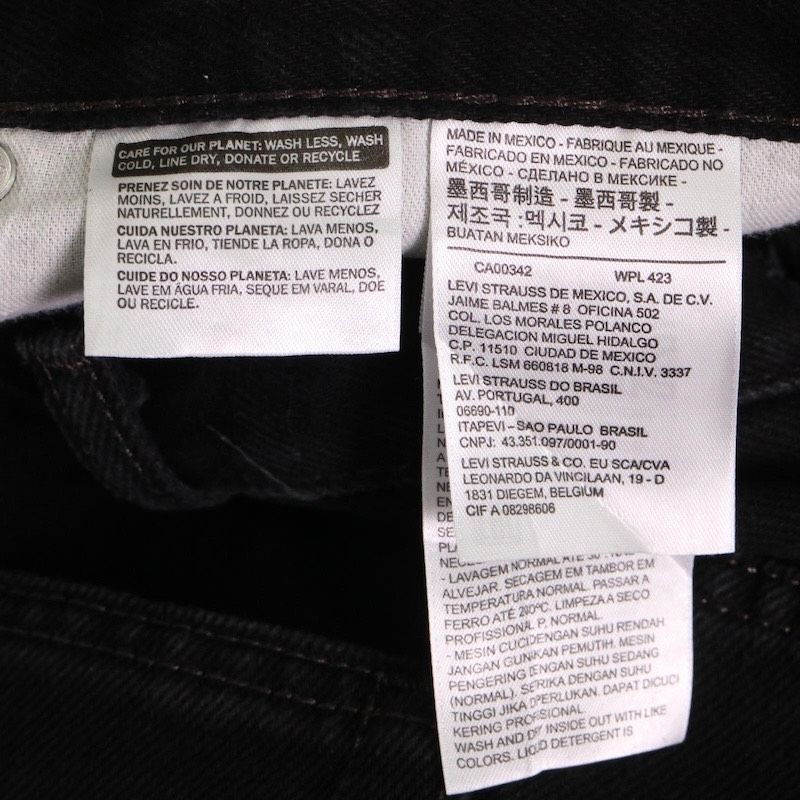 CARE FOR OUR PLANET: WASH LESS, WASH
COLD, LINE DRY, DONATE OR RECYCLE
PRENEZ SOIN DE NOTRE PLANETE: LAVEZ
MOINS, LAVEZ A FROID, LAISSEZ SECHER
NATURELLEMENT, DONNEZ OU RECYCLEZ
CUIDA NUESTRO PLANETA: LAVA MENOS,
LAVA EN FRIO, TIENDE LA ROPA, DONA O
RECICLA.
CUIDE DO NOSSO PLANETA: LAVE MENOS,
LAVE EM ÁGUA FRIA, SEQUE EM VARAL, DOE
OU RECICLE.
MADE IN MEXICO - FABRIQUE AU MEXIQUE -
FABRICADO EN MEXICO - FABRICADO NO
MÉXICO - СДЕЛАНО В МЕКСИКЕ -
墨西哥制造 - 墨西哥製 -
제조국 :멕시코 - メキシコ製 -
BUATAN MEKSIKO
CA00342 WPL 423
LEVI STRAUSS DE MEXICO, S.A. DE C.V.
JAIME BALMES # 8 OFICINA 502
COL. LOS MORALES POLANCO
DELEGACION MIGUEL HIDALGO
C.P. 11510 CIUDAD DE MEXICO
R.F.C. LSM 660818 M-98 C.N.I.V. 3337
LEVI STRAUSS DO BRASIL
AV. PORTUGAL, 400
06690-110
ITAPEVI - SAO PAULO BRASIL
CNPJ: 43.351.097/0001-90
LEVI STRAUSS & CO. EU SCA/CVA
LEONARDO DA VINCILAAN, 19 - D
1831 DIEGEM, BELGIUM
CIF A 08298606
- LAVAGEM NORMAL ATÉ 30°.
ALVEJAR. SECAGEM EM TAMBOR EM
TEMPERATURA NORMAL. PASSAR A
FERRO ATÉ 200°C. LIMPEZA A SECO
PROFISSIONAL P, NORMAL.
- MESIN CUCI DENGAN SUHU RENDAH
JANGAN GUNKAN PEMUTIH. MESIN
PENGERING DENGAN SUHU SEDANG
(NORMAL). SETRIKA DENGAN SUHU
TINGGI JIKA DIPERLUKAN. DAPAT DICUCI
KERING PROFESSIONAL
WASH AND DRY INSIDE OUT WITH LIKE
COLORS. LIQUID DETERGENT IS